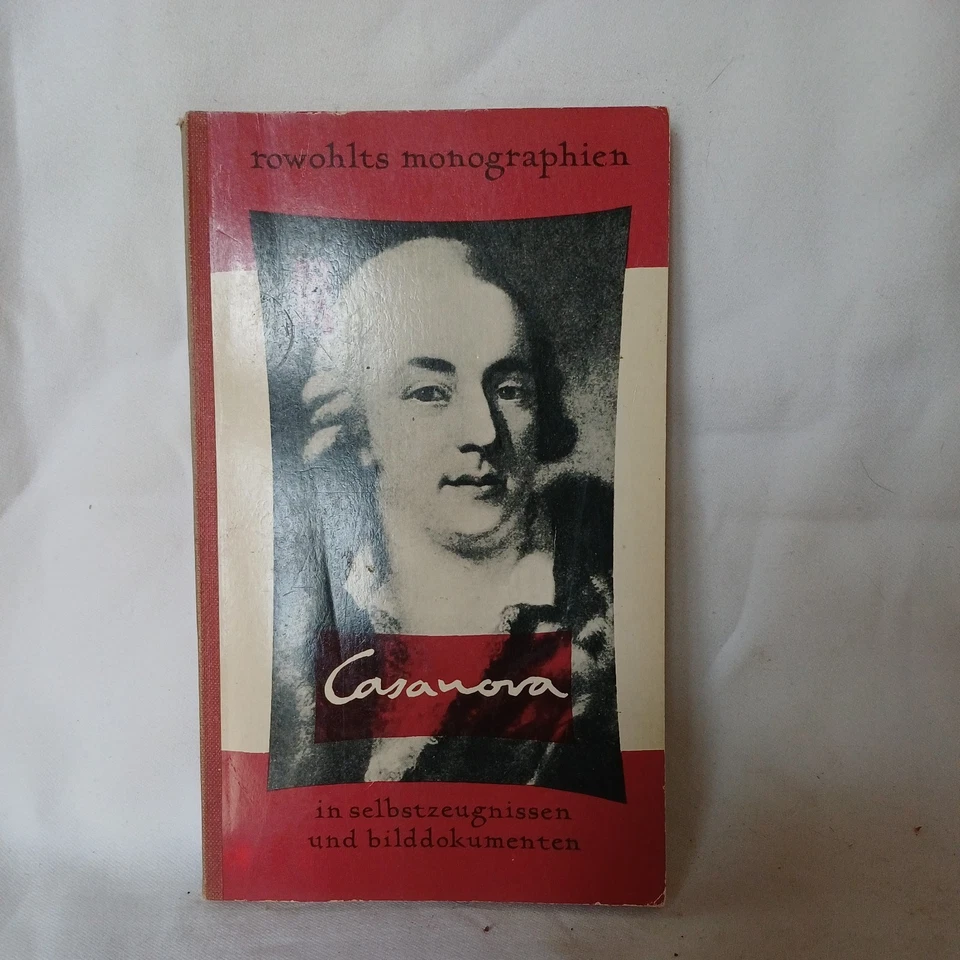 rowohlts monographien
Casanova
in selbstzeugnissen
und bilddokumenten